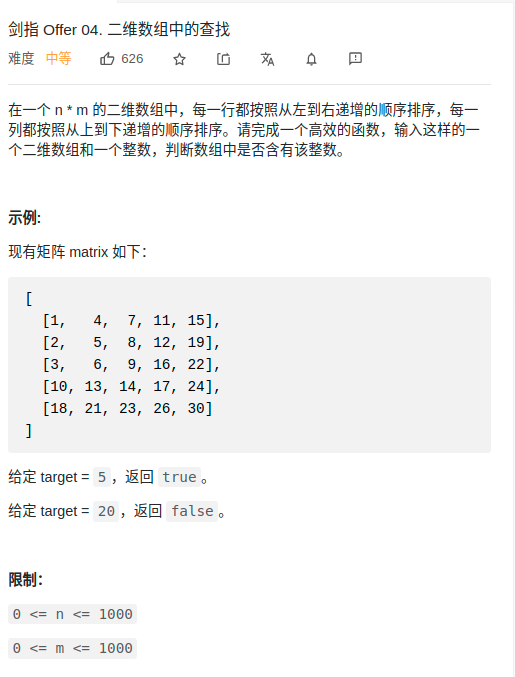 剑指 Offer 04. 二维数组中的查找
难度 中等 626
在一个 n * m 的二维数组中，每一行都按照从左到右递增的顺序排序，每一
列都按照从上到下递增的顺序排序。请完成一个高效的函数，输入这样的一
个二维数组和一个整数，判断数组中是否含有该整数。
示例:
现有矩阵 matrix 如下：
[
[1, 4, 7, 11, 15],
[2, 5, 8, 12, 19],
[3, 6, 9, 16, 22],
[10, 13, 14, 17, 24],
[18, 21, 23, 26, 30]
]
给定 target = 5，返回 true。
给定 target = 20，返回 false。
限制：
0 <= n <= 1000
0 <= m <= 1000